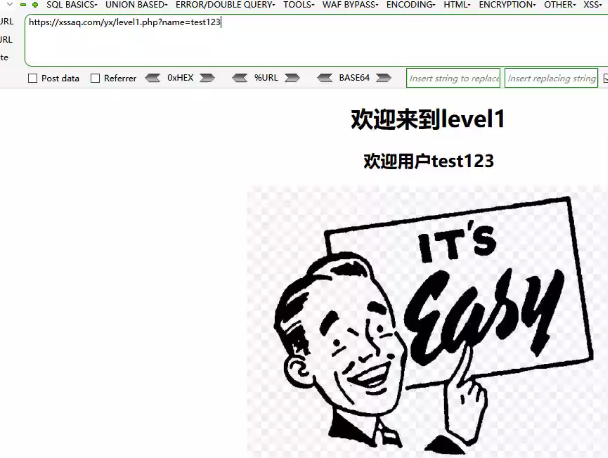 SQL BASICS▾ UNION BASED▾ ERROR/DOUBLE QUERY▾ TOOLS▾ WAF BYPASS▾ ENCODING▾ HTML▾ ENCRYPTION▾ OTHER▾ XSS▾
URL https://xssaq.com/yx/level1.php?name=test123
URL
te
Post data Referrer 0xHEX %URL BASE64 Insert string to replace Insert replacing string
欢迎来到level1
欢迎用户test123
IT'S
Easy